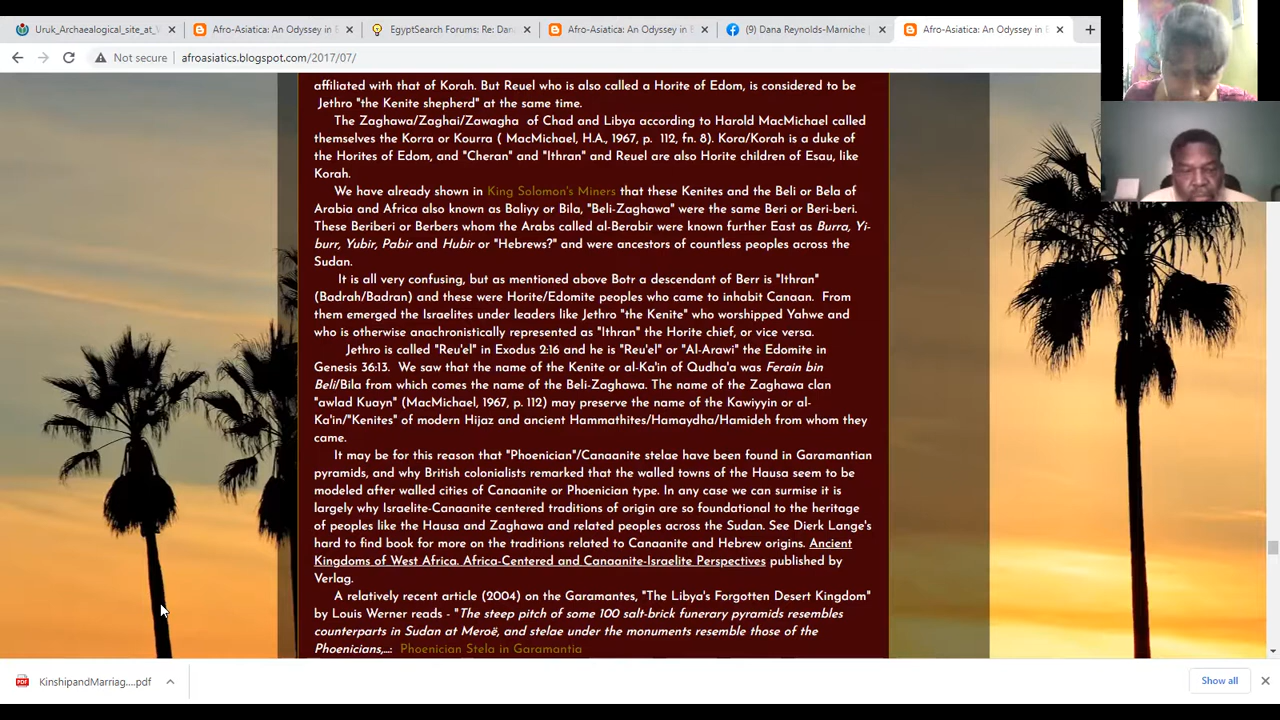 Uruk_Archaealogical_site_at_
Afro-Asiatica: An Odyssey in
EgyptSearch Forums: Re: Dan
Afro-Asiatica: An Odyssey in
(9) Dana Reynolds-Marniche |
Afro-Asiatica: An Odyssey in
Not secure | afroasiatics.blogspot.com/2017/07/
affiliated with that of Korah. But Reuel who is also called a Horite of Edom, is considered to be
Jethro "the Kenite shepherd" at the same time.
The Zaghawa/Zaghai/Zawagha of Chad and Libya according to Harold MacMichael called
themselves the Korra or Kourra ( MacMichael, H.A., 1967, p. 112, fn. 8). Kora/Korah is a duke of
the Horites of Edom, and "Cheran" and "Ithran" and Reuel are also Horite children of Esau, like
Korah.
We have already shown in King Solomon's Miners that these Kenites and the Beli or Bela of
Arabia and Africa also known as Baliyy or Bila, "Beli-Zaghawa" were the same Beri or Beri-beri.
These Beriberi or Berbers whom the Arabs called al-Berabir were known further East as Burra, Yi-
burr, Yubir, Pabir and Hubir or "Hebrews?" and were ancestors of countless peoples across the
Sudan.
It is all very confusing, but as mentioned above Botr a descendant of Berr is "Ithran"
(Badrah/Badran) and these were Horite/Edomite peoples who came to inhabit Canaan. From
them emerged the Israelites under leaders like Jethro "the Kenite" who worshipped Yahwe and
who is otherwise anachronistically represented as "Ithran" the Horite chief, or vice versa.
Jethro is called "Reu'el" in Exodus 2:16 and he is "Reu'el" or "Al-Arawi" the Edomite in
Genesis 36:13. We saw that the name of the Kenite or al-Ka'in of Qudha'a was Ferain bin
Beli/Bila from which comes the name of the Beli-Zaghawa. The name of the Zaghawa clan
"awlad Kuayn" (MacMichael, 1967, p. 112) may preserve the name of the Kawiyyin or al-
Ka'in/"Kenites" of modern Hijaz and ancient Hammathites/Hamaydha/Hamideh from whom they
came.
It may be for this reason that "Phoenician"/Canaanite stelae have been found in Garamantian
pyramids, and why British colonialists remarked that the walled towns of the Hausa seem to be
modeled after walled cities of Canaanite or Phoenician type. In any case we can surmise it is
largely why Israelite-Canaanite centered traditions of origin are so foundational to the heritage
of peoples like the Hausa and Zaghawa and related peoples across the Sudan. See Dierk Lange's
hard to find book for more on the traditions related to Canaanite and Hebrew origins. Ancient
Kingdoms of West Africa. Africa-Centered and Canaanite-Israelite Perspectives published by
Verlag.
A relatively recent article (2004) on the Garamantes, "The Libya's Forgotten Desert Kingdom"
by Louis Werner reads - "The steep pitch of some 100 salt-brick funerary pyramids resembles
counterparts in Sudan at Meroë, and stelae under the monuments resemble those of the
Phoenicians,...: Phoenician Stela in Garamantia
KinshipandMarriag....pdf
Show all